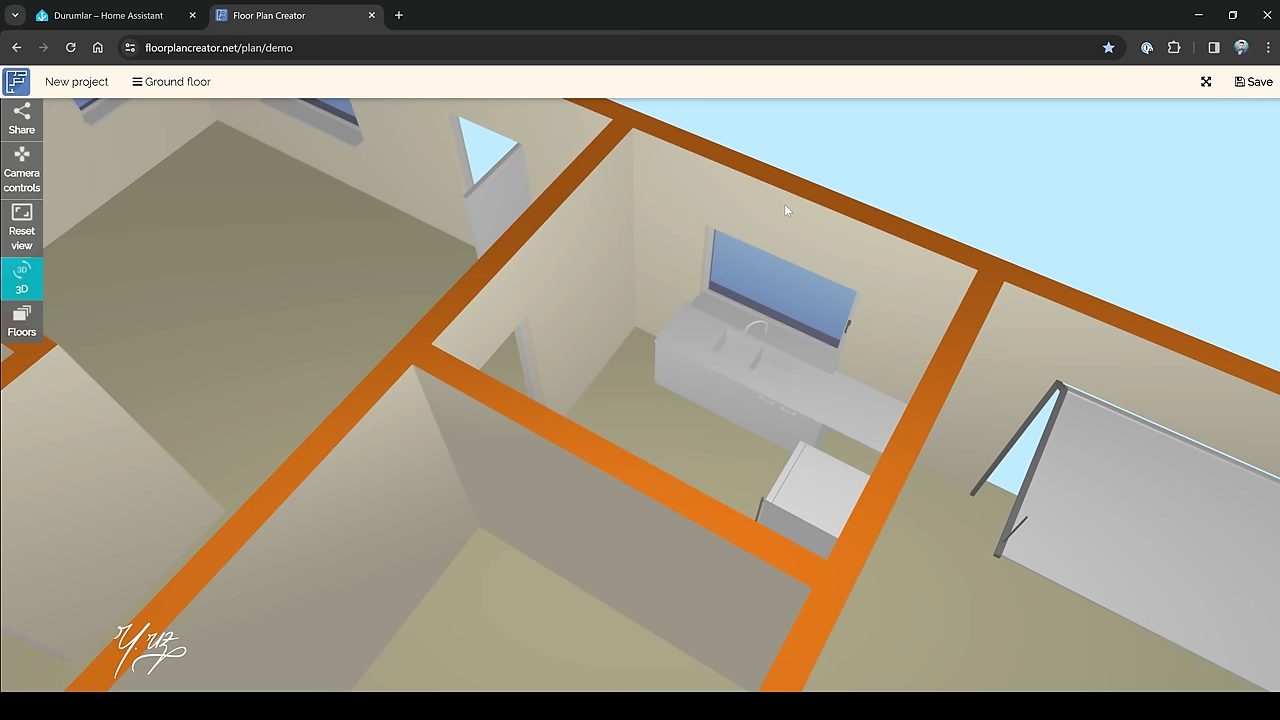 Durumlar – Home Assistant
Floor Plan Creator
floorplancreator.net/plan/demo
New project
Ground floor
Save
Share
Camera
controls
Reset
view
3D
3D
Floors
Y.uz